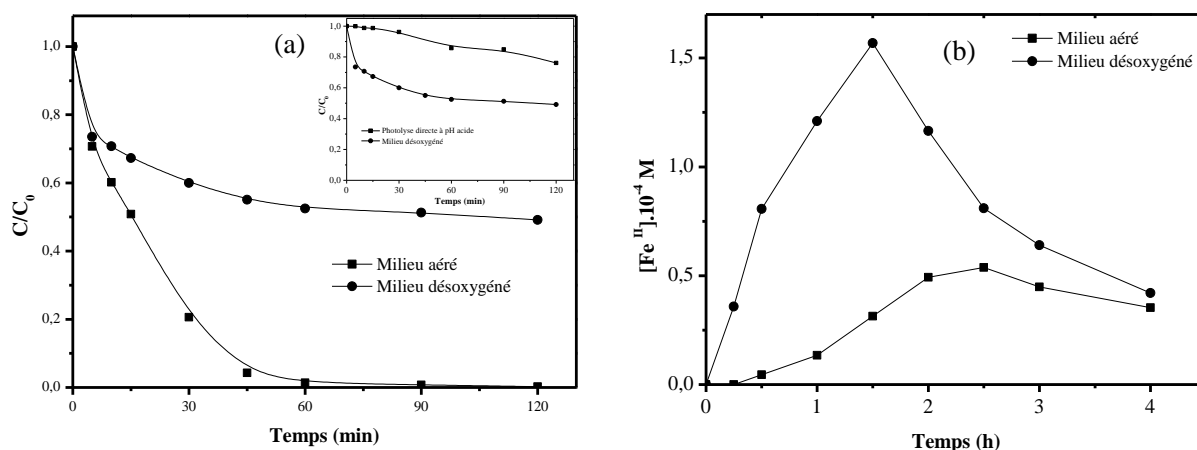 (a)
C/C0
1,0
0,8
0,6
0,4
0,2
0,0
0
30
60
90
120
Temps (min)
Milieu aéré
Milieu désoxygéné
C/C0
1,0
0,8
0,6
0,4
0,2
0,0
0
30
60
90
120
Temps (min)
Photolyse directe à pH acide
Milieu désoxygéné
(b)
Milieu aéré
Milieu désoxygéné
[Fe II].10-4 M
1,5
1,0
0,5
0,0
0
1
2
3
4
Temps (h)